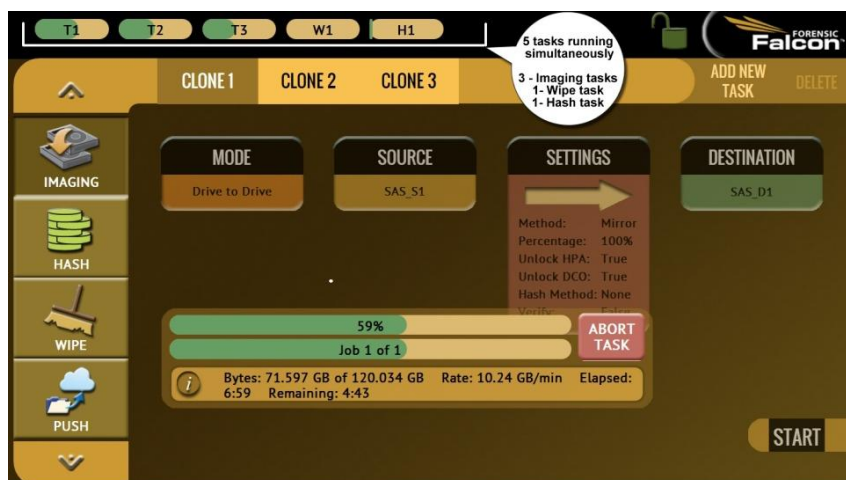 T1 T2 T3 W1 H1
5 tasks running
simultaneously
3 - Imaging tasks
1- Wipe task
1- Hash task
FORENSIC
Falcon®
CLONE 1 CLONE 2 CLONE 3
ADD NEW
TASK
DELETE
IMAGING
HASH
WIPE
PUSH
MODE
Drive to Drive
SOURCE
SAS_S1
SETTINGS
Method: Mirror
Percentage: 100%
Unlock HPA: True
Unlock DCO: True
Hash Method: None
Verify: False
DESTINATION
SAS_D1
59%
Job 1 of 1
ABORT
TASK
i
Bytes: 71.597 GB of 120.034 GB Rate: 10.24 GB/min Elapsed:
6:59 Remaining: 4:43
START